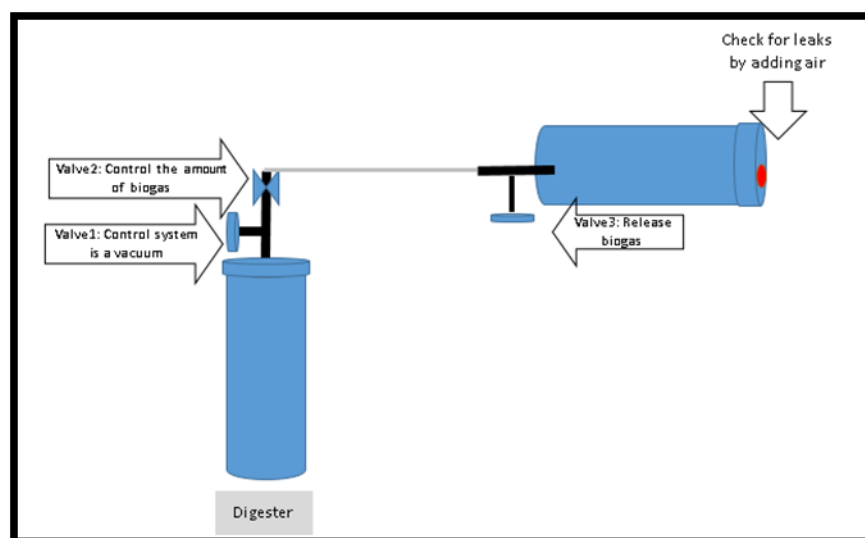 Check for leaks
by adding air
Valve2: Control the amount
of biogas
Valve1: Control system
is a vacuum
Valve3: Release
biogas
Digester